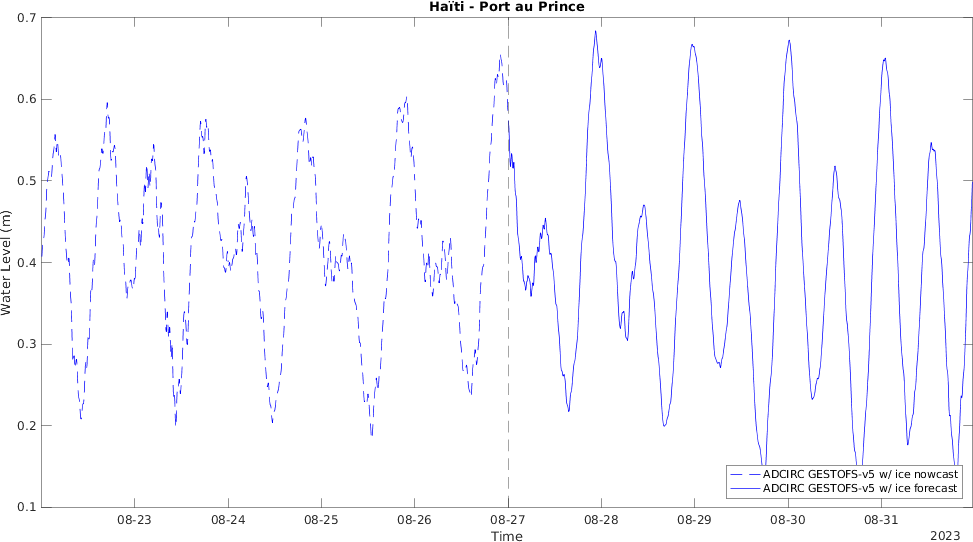 Haïti - Port au Prince
0.7
0.6
0.5
0.4
0.3
0.2
0.1
Water Level (m)
ADCIRC GESTOFS-v5 w/ ice nowcast
ADCIRC GESTOFS-v5 w/ ice forecast
08-23 08-24 08-25 08-26 08-27 08-28 08-29 08-30 08-31
Time
2023